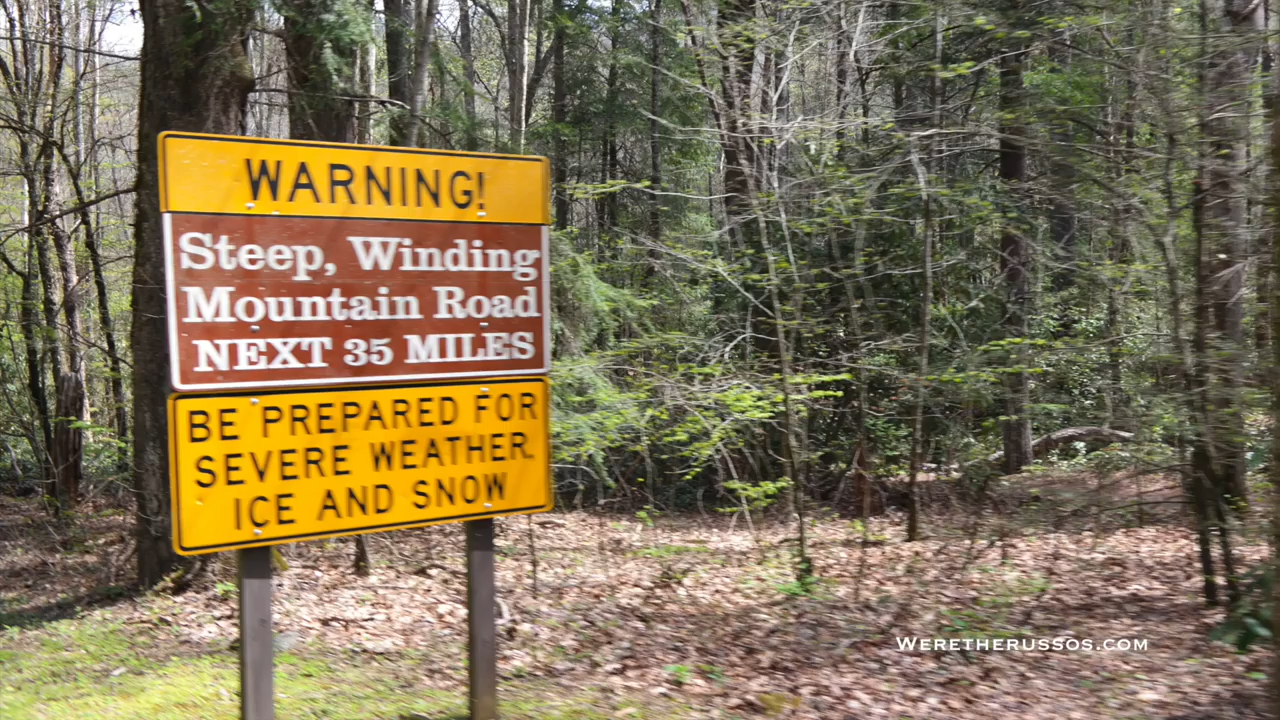 WARNING!
Steep, Winding
Mountain Road
NEXT 35 MILES
BE PREPARED FOR
SEVERE WEATHER,
ICE AND SNOW
WERETHERUSSOS.COM